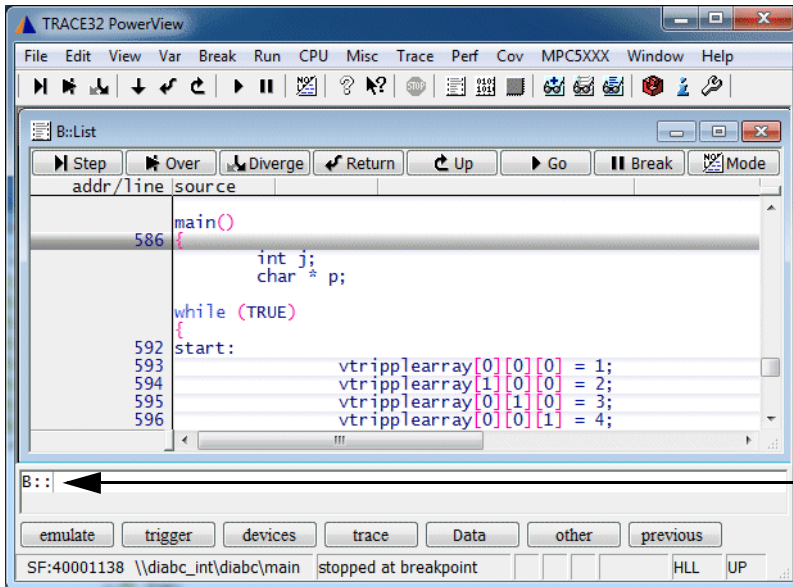 TRACE32 PowerView
File Edit View Var Break Run CPU Misc Trace Perf Cov MPC5XXX Window Help
B::List
Step Over Diverge Return Up Go Break Mode
addr/line source
main()
586 {
int j;
char * p;
while (TRUE)
{
592 start:
593 vtripplearray[0][0][0] = 1;
594 vtripplearray[1][0][0] = 2;
595 vtripplearray[0][1][0] = 3;
596 vtripplearray[0][0][1] = 4;
B::
emulate trigger devices trace Data other previous
SF:40001138 \\diabc_int\diabc\main stopped at breakpoint HLL UP